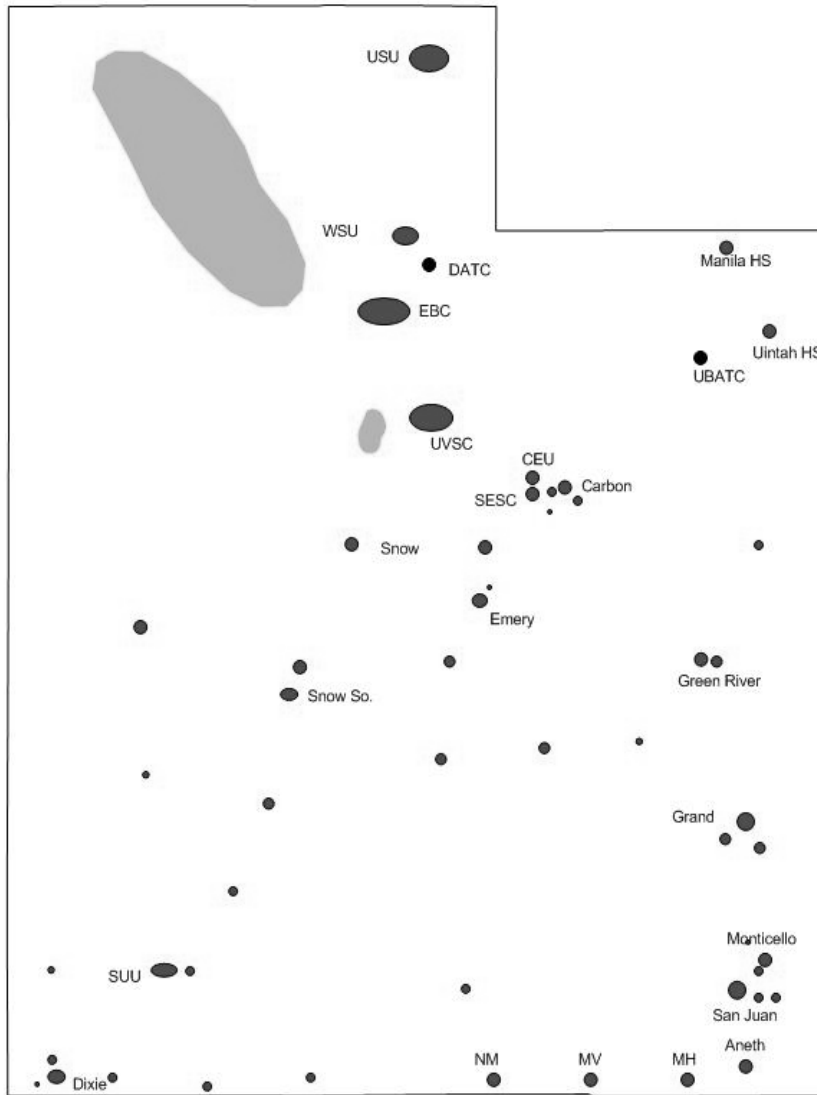 USU
WSU
Manila HS
DATC
EBC
Uintah HS
UBATC
UVSC
CEU
Carbon
SESC
Snow
Emery
Green River
Snow So.
Grand
Monticello
SUU
San Juan
Aneth
NM
MV
MH
Dixie